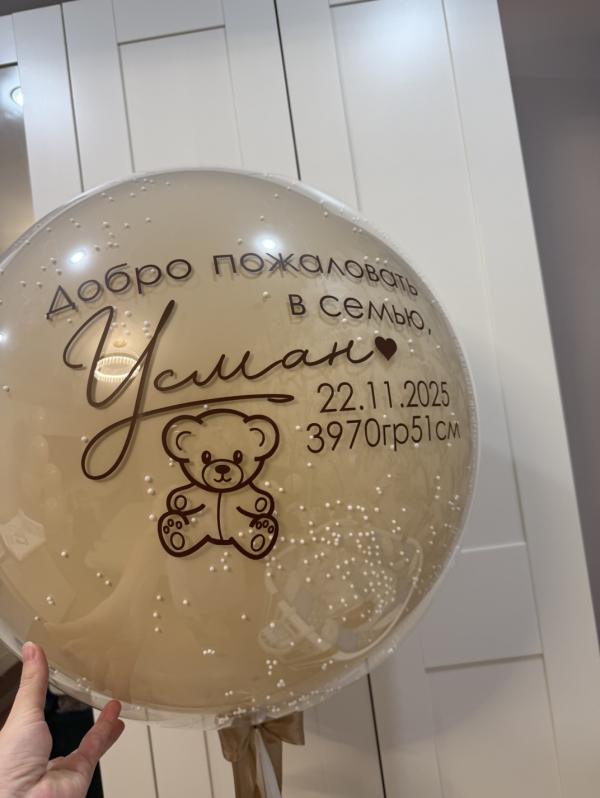 Добро пожаловать
в семью,
Усман
22.11.2025
3970гр51см